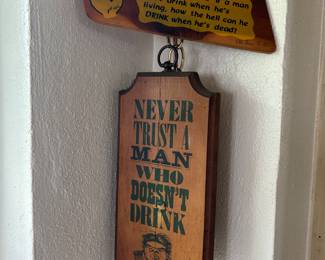 a man
drink when he's
living, how the hell can he
DRINK when he's dead?
NEVER
TRUST A
MAN
WHO
DOESN'T
DRINK